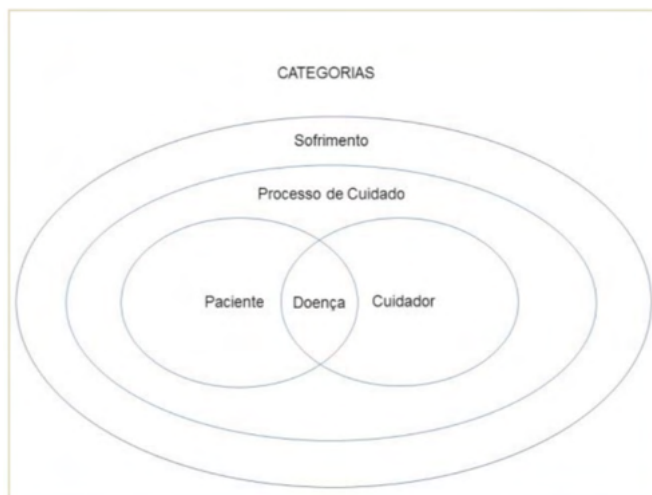 CATEGORIAS
Sofrimento
Processo de Cuidado
Paciente Doença Cuidador